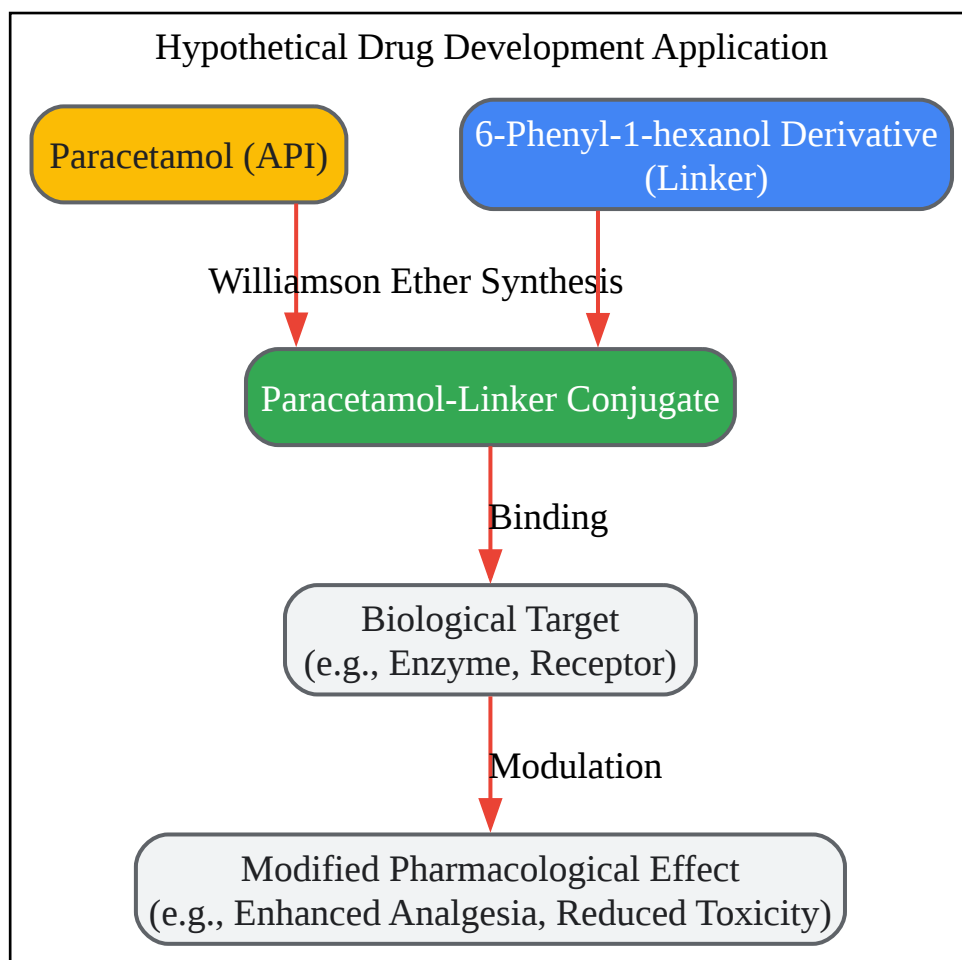 Hypothetical Drug Development Application
Paracetamol (API)
6-Phenyl-1-hexanol Derivative
(Linker)
Williamson Ether Synthesis
Paracetamol-Linker Conjugate
Binding
Biological Target
(e.g., Enzyme, Receptor)
Modulation
Modified Pharmacological Effect
(e.g., Enhanced Analgesia, Reduced Toxicity)